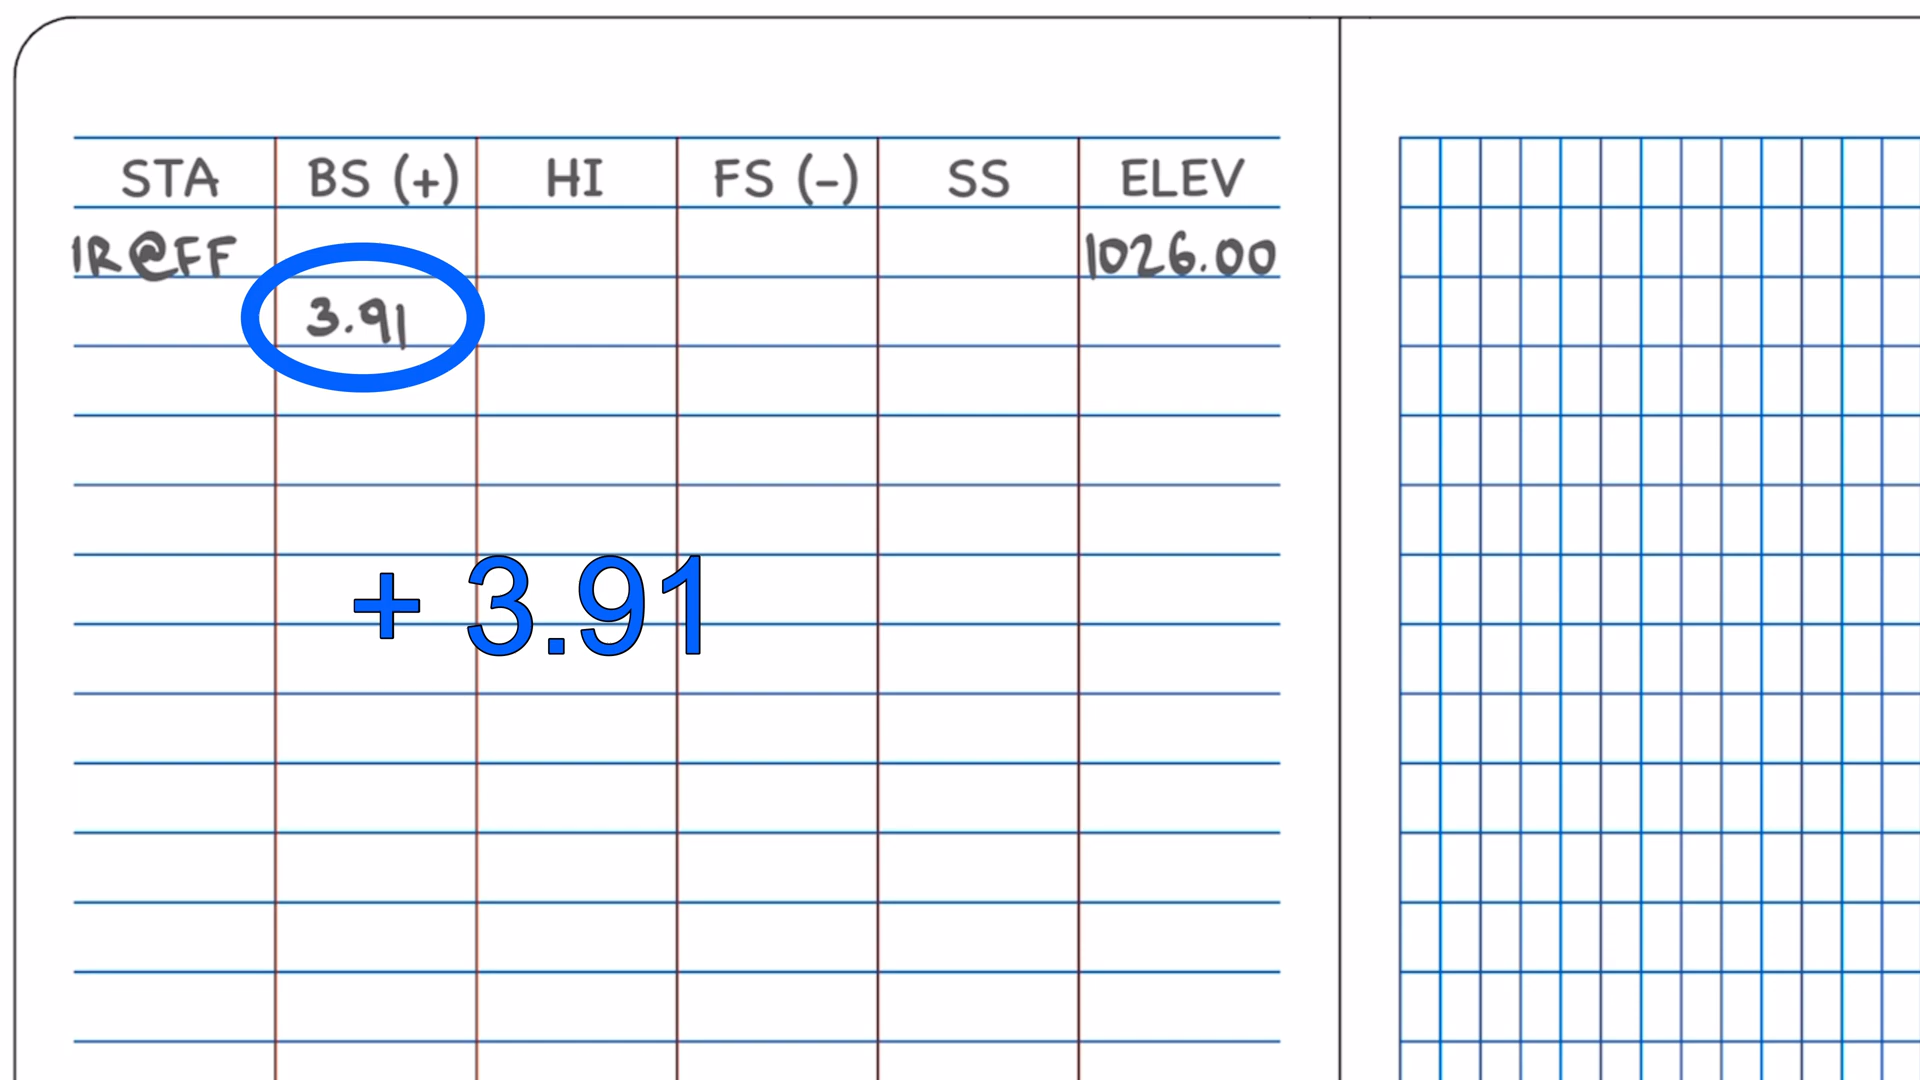 STA BS (+) HI FS (-) SS ELEV
IR@FF 1026.00
3.91
+ 3.91